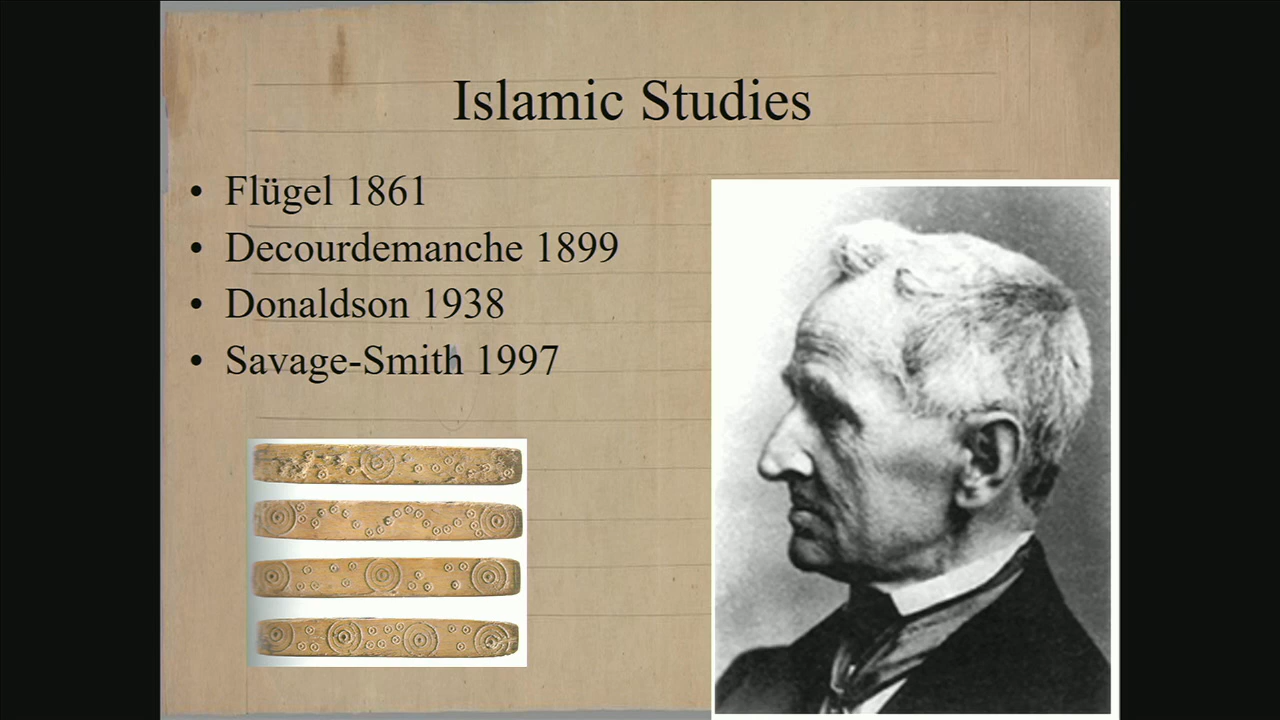 Islamic Studies
• Flügel 1861
• Decourdemanche 1899
• Donaldson 1938
• Savage-Smith 1997